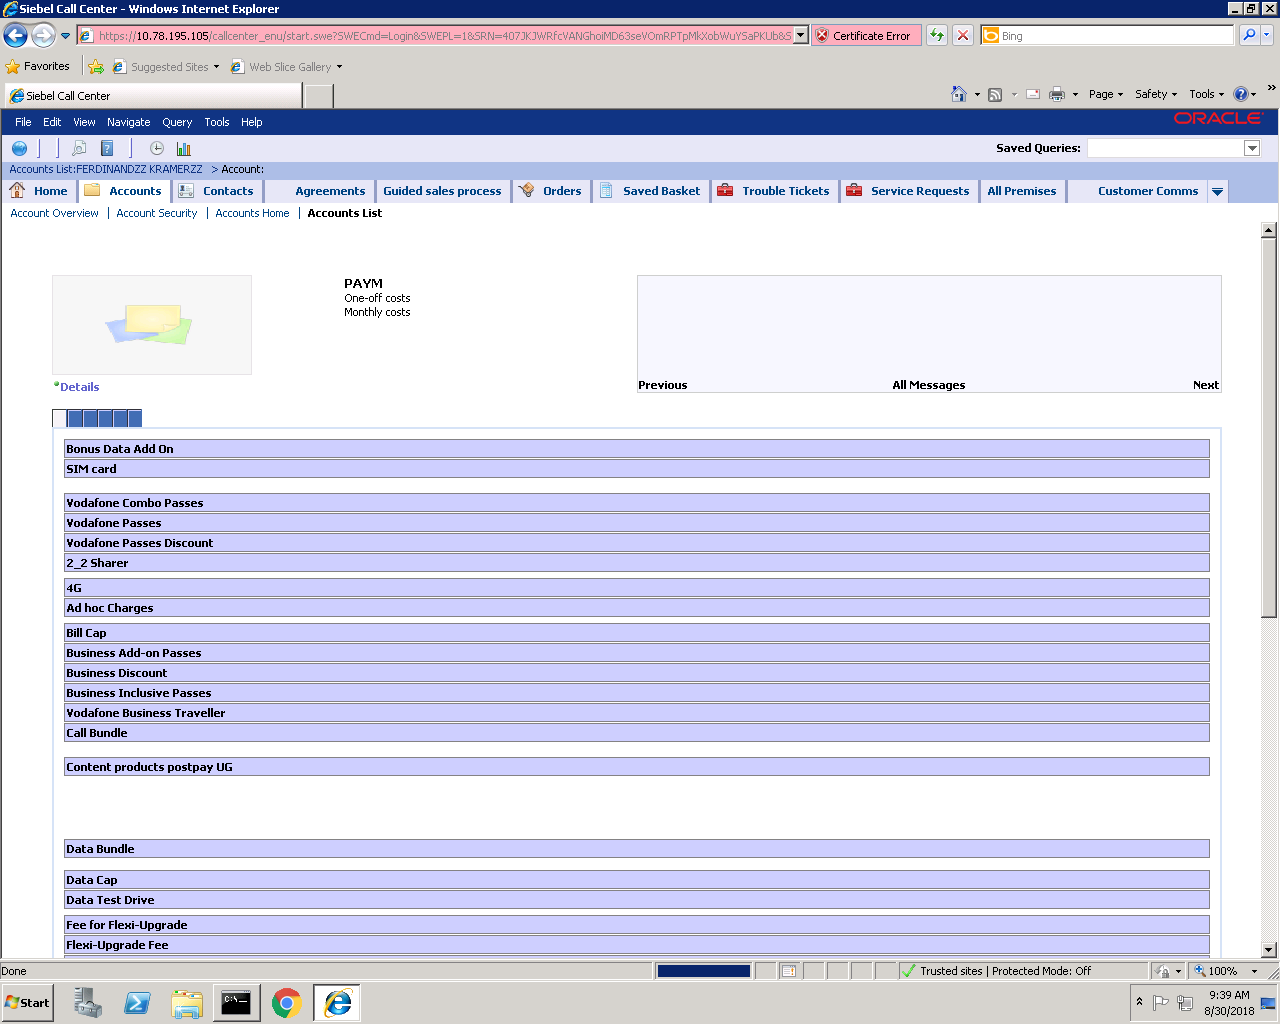 Siebel Call Center - Windows Internet Explorer
https://10.78.195.105/callcenter_enu/start.swe?SWECmd=Login&SWEPL=1&SRN=407JKJWRfcVANGhoiMD63seVOmRPTpMkXobWuYSaPKUb&S
Certificate Error
Bing
Favorites
Suggested Sites
Web Slice Gallery
Siebel Call Center
Page
Safety
Tools
File Edit View Navigate Query Tools Help
ORACLE
Saved Queries:
Accounts List:FERDINANDZZ KRAMERZZ > Account:
Home Accounts Contacts Agreements Guided sales process Orders Saved Basket Trouble Tickets Service Requests All Premises Customer Comms
Account Overview | Account Security | Accounts Home | Accounts List
PAYM
One-off costs
Monthly costs
Previous All Messages Next
*Details
Bonus Data Add On
SIM card
Vodafone Combo Passes
Vodafone Passes
Vodafone Passes Discount
2_2 Sharer
4G
Ad hoc Charges
Bill Cap
Business Add-on Passes
Business Discount
Business Inclusive Passes
Vodafone Business Traveller
Call Bundle
Content products postpay UG
Data Bundle
Data Cap
Data Test Drive
Fee for Flexi-Upgrade
Flexi-Upgrade Fee
Done
Trusted sites | Protected Mode: Off
100%
Start
C:\.
9:39 AM
8/30/2018